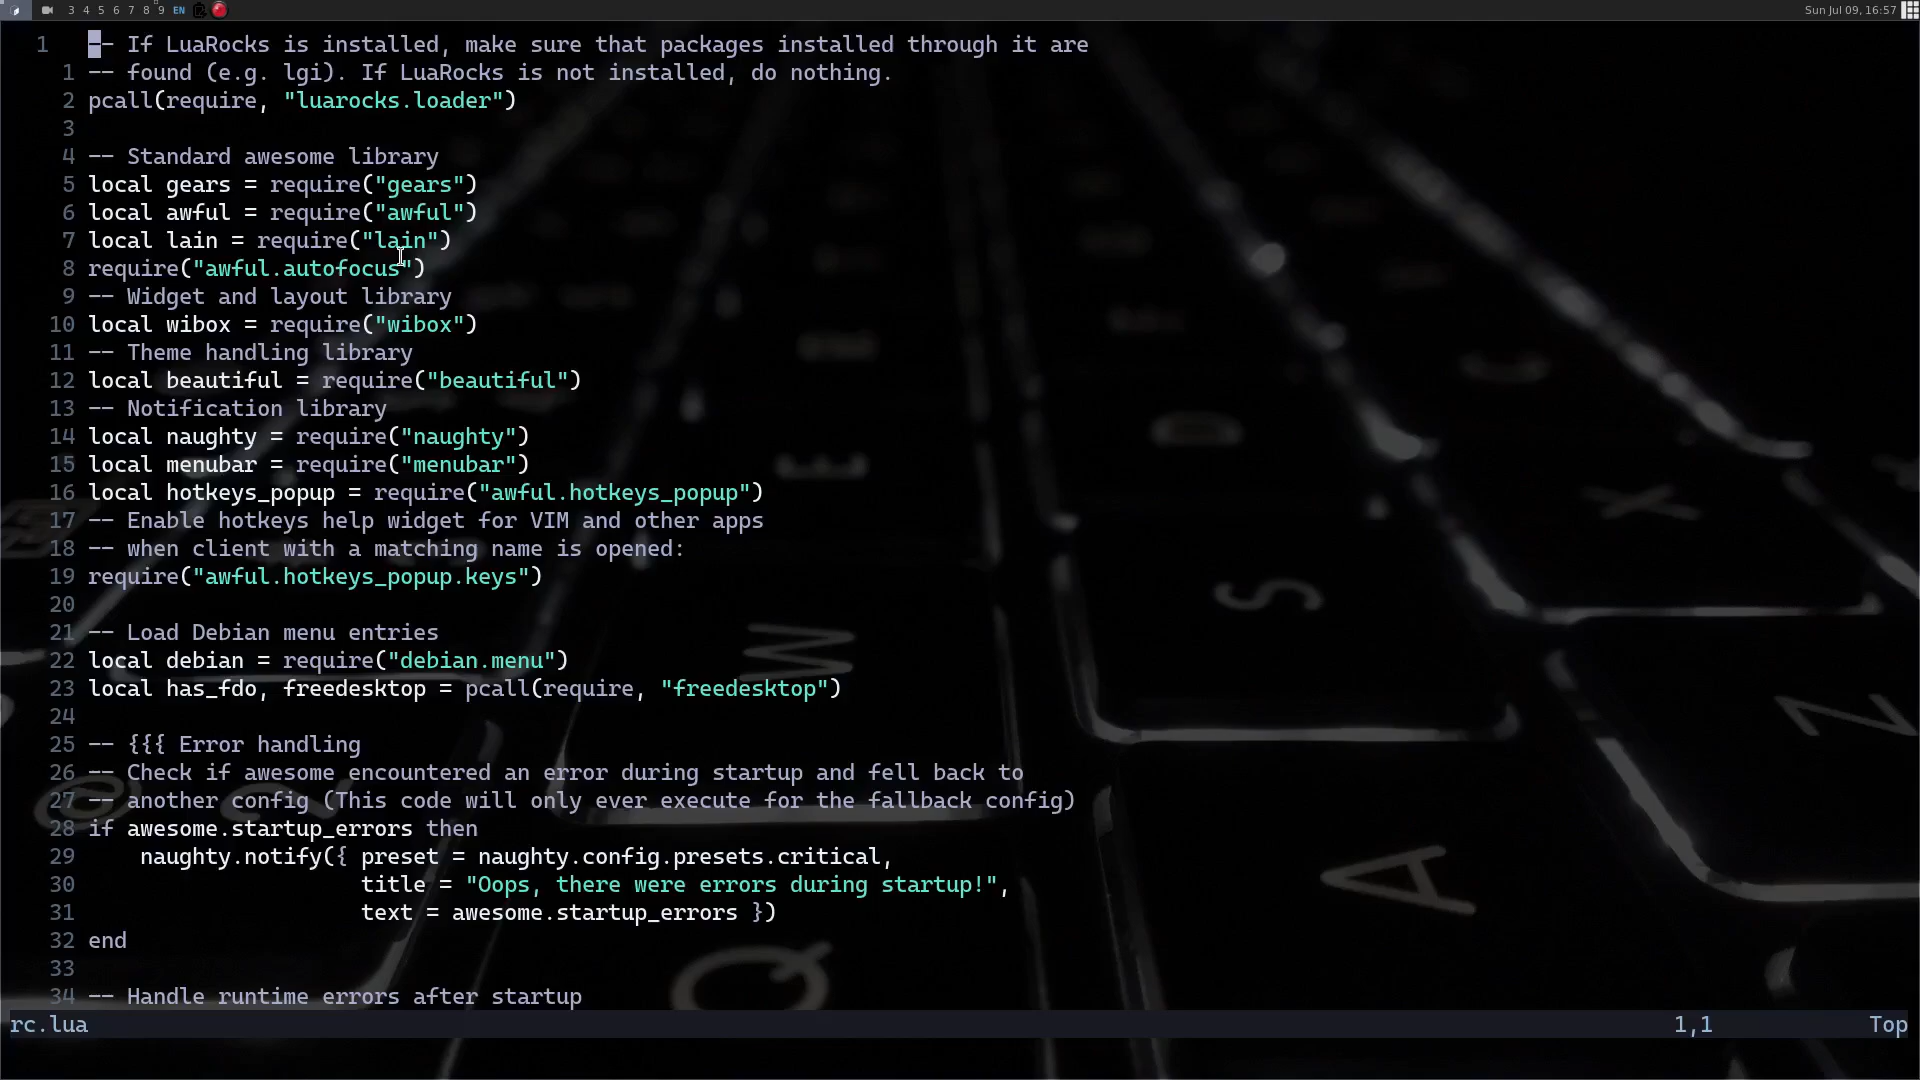 3 4 5 6 7 8 9 EN Sun Jul 09, 16:57
1 -- If LuaRocks is installed, make sure that packages installed through it are
1 -- found (e.g. lgi). If LuaRocks is not installed, do nothing.
2 pcall(require, "luarocks.loader")
3
4 -- Standard awesome library
5 local gears = require("gears")
6 local awful = require("awful")
7 local lain = require("lain")
8 require("awful.autofocus")
9 -- Widget and layout library
10 local wibox = require("wibox")
11 -- Theme handling library
12 local beautiful = require("beautiful")
13 -- Notification library
14 local naughty = require("naughty")
15 local menubar = require("menubar")
16 local hotkeys_popup = require("awful.hotkeys_popup")
17 -- Enable hotkeys help widget for VIM and other apps
18 -- when client with a matching name is opened:
19 require("awful.hotkeys_popup.keys")
20
21 -- Load Debian menu entries
22 local debian = require("debian.menu")
23 local has_fdo, freedesktop = pcall(require, "freedesktop")
24
25 -- {{{ Error handling
26 -- Check if awesome encountered an error during startup and fell back to
27 -- another config (This code will only ever execute for the fallback config)
28 if awesome.startup_errors then
29     naughty.notify({ preset = naughty.config.presets.critical,
30                      title = "Oops, there were errors during startup!",
31                      text = awesome.startup_errors })
32 end
33
34 -- Handle runtime errors after startup
rc.lua 1,1 Top
@ 2 Q W E A S D Z X C